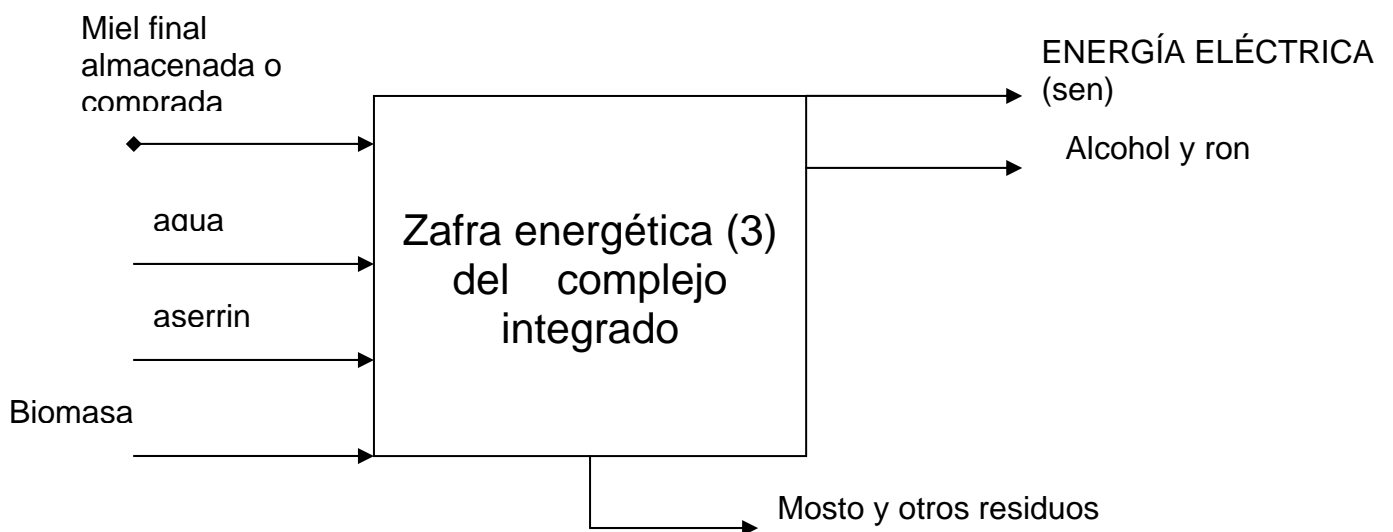 Miel final
almacenada o
comprada
ENERGÍA ELÉCTRICA
(sen)
Alcohol y ron
agua
Zafra energética (3)
del complejo
integrado
aserrin
Biomasa
Mosto y otros residuos